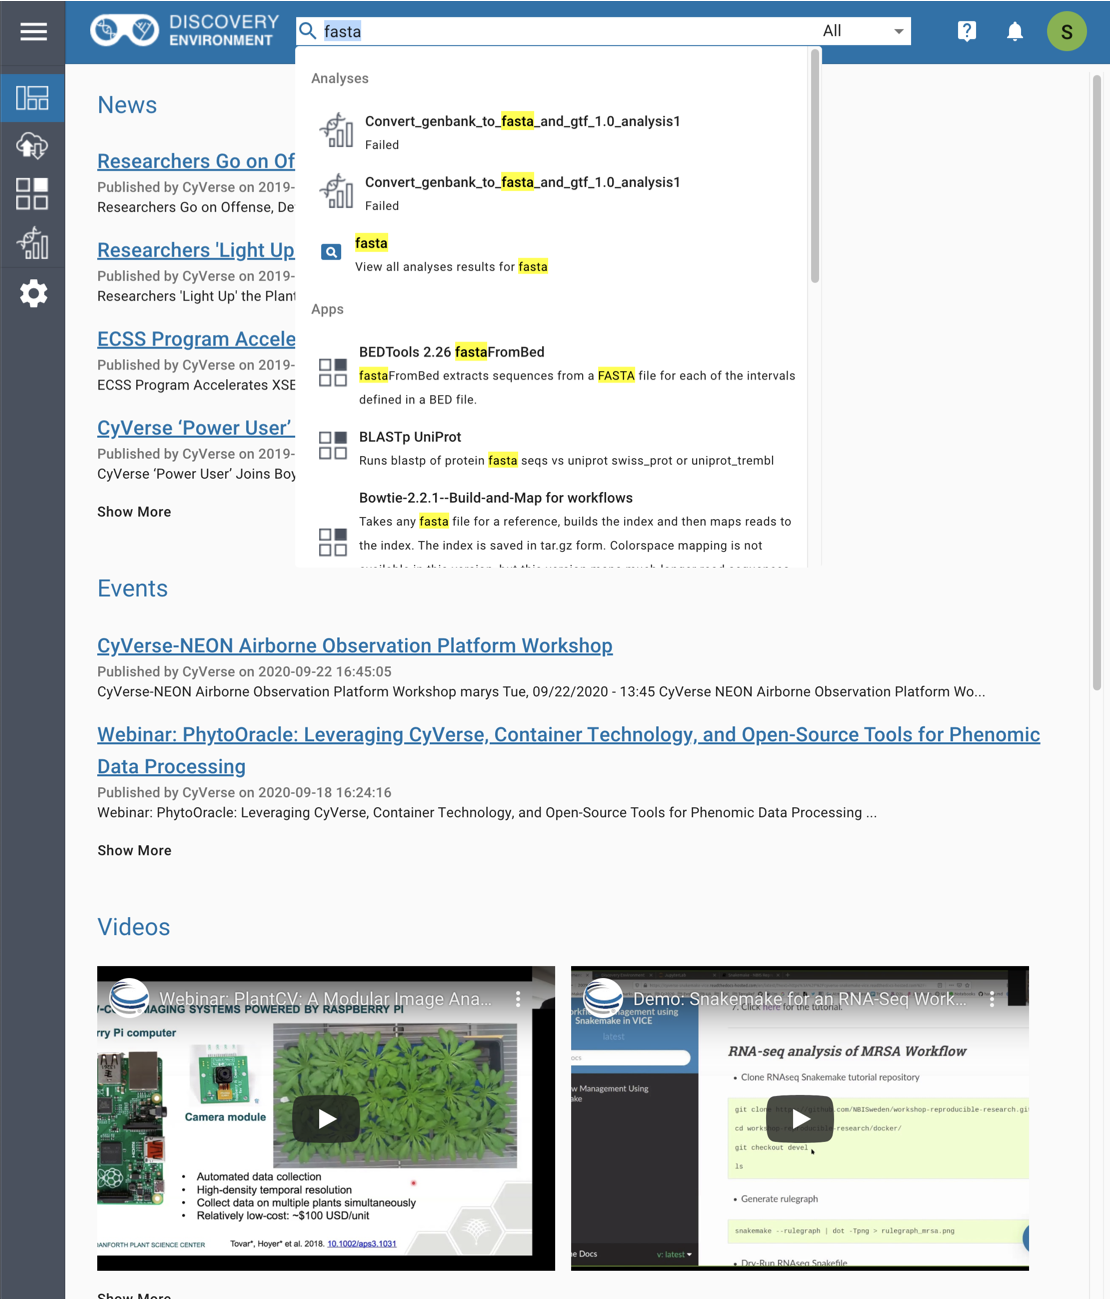 DISCOVERY
ENVIRONMENT
fasta
All
?
S
Analyses
Convert_genbank_to_fasta_and_gtf_1.0_analysis1
Failed
Convert_genbank_to_fasta_and_gtf_1.0_analysis1
Failed
fasta
View all analyses results for fasta
Apps
BEDTools 2.26 fastaFromBed
fastaFromBed extracts sequences from a FASTA file for each of the intervals
defined in a BED file.
BLASTp UniProt
Runs blastp of protein fasta seqs vs uniprot swiss_prot or uniprot_trembl
Bowtie-2.2.1--Build-and-Map for workflows
Takes any fasta file for a reference, builds the index and then maps reads to
the index. The index is saved in tar.gz form. Colorspace mapping is not
News
Researchers Go on Of
Published by CyVerse on 2019-
Researchers Go on Offense, De
Researchers 'Light Up
Published by CyVerse on 2019-
Researchers 'Light Up' the Plant
ECSS Program Accele
Published by CyVerse on 2019-
ECSS Program Accelerates XSE
CyVerse ‘Power User’
Published by CyVerse on 2019-
CyVerse ‘Power User’ Joins Boy
Show More
Events
CyVerse-NEON Airborne Observation Platform Workshop
Published by CyVerse on 2020-09-22 16:45:05
CyVerse-NEON Airborne Observation Platform Workshop marys Tue, 09/22/2020 - 13:45 CyVerse NEON Airborne Observation Platform Wo...
Webinar: PhytoOracle: Leveraging CyVerse, Container Technology, and Open-Source Tools for Phenomic
Data Processing
Published by CyVerse on 2020-09-18 16:24:16
Webinar: PhytoOracle: Leveraging CyVerse, Container Technology, and Open-Source Tools for Phenomic Data Processing ...
Show More
Videos
Webinar: PlantCV: A Modular Image Ana...
IMAGING SYSTEMS POWERED BY RASPBERRY PI
rry Pi computer
Camera module
• Automated data collection
• High-density temporal resolution
• Collect data on multiple plants simultaneously
• Relatively low-cost: ~$100 USD/unit
ANFORTH PLANT SCIENCE CENTER
Tovar*, Hoyer* et al. 2018. 10.1002/aps3.1031
Demo: Snakemake for an RNA-Seq Work...
7. Click here for the tutorial.
Snakemake in VICE
latest
ocs
w Management Using
ake
RNA-seq analysis of MRSA Workflow
• Clone RNAseq Snakemake tutorial repository
git clone https://github.com/NBISweden/workshop-reproducible-research.git
cd workshop-reproducible-research/docker/
git checkout devel
ls
• Generate rulegraph
snakemake --rulegraph | dot -Tpng > rulegraph_mrsa.png
• Dry-Run RNAseq Snakefile
e Docs
v: latest
Show More